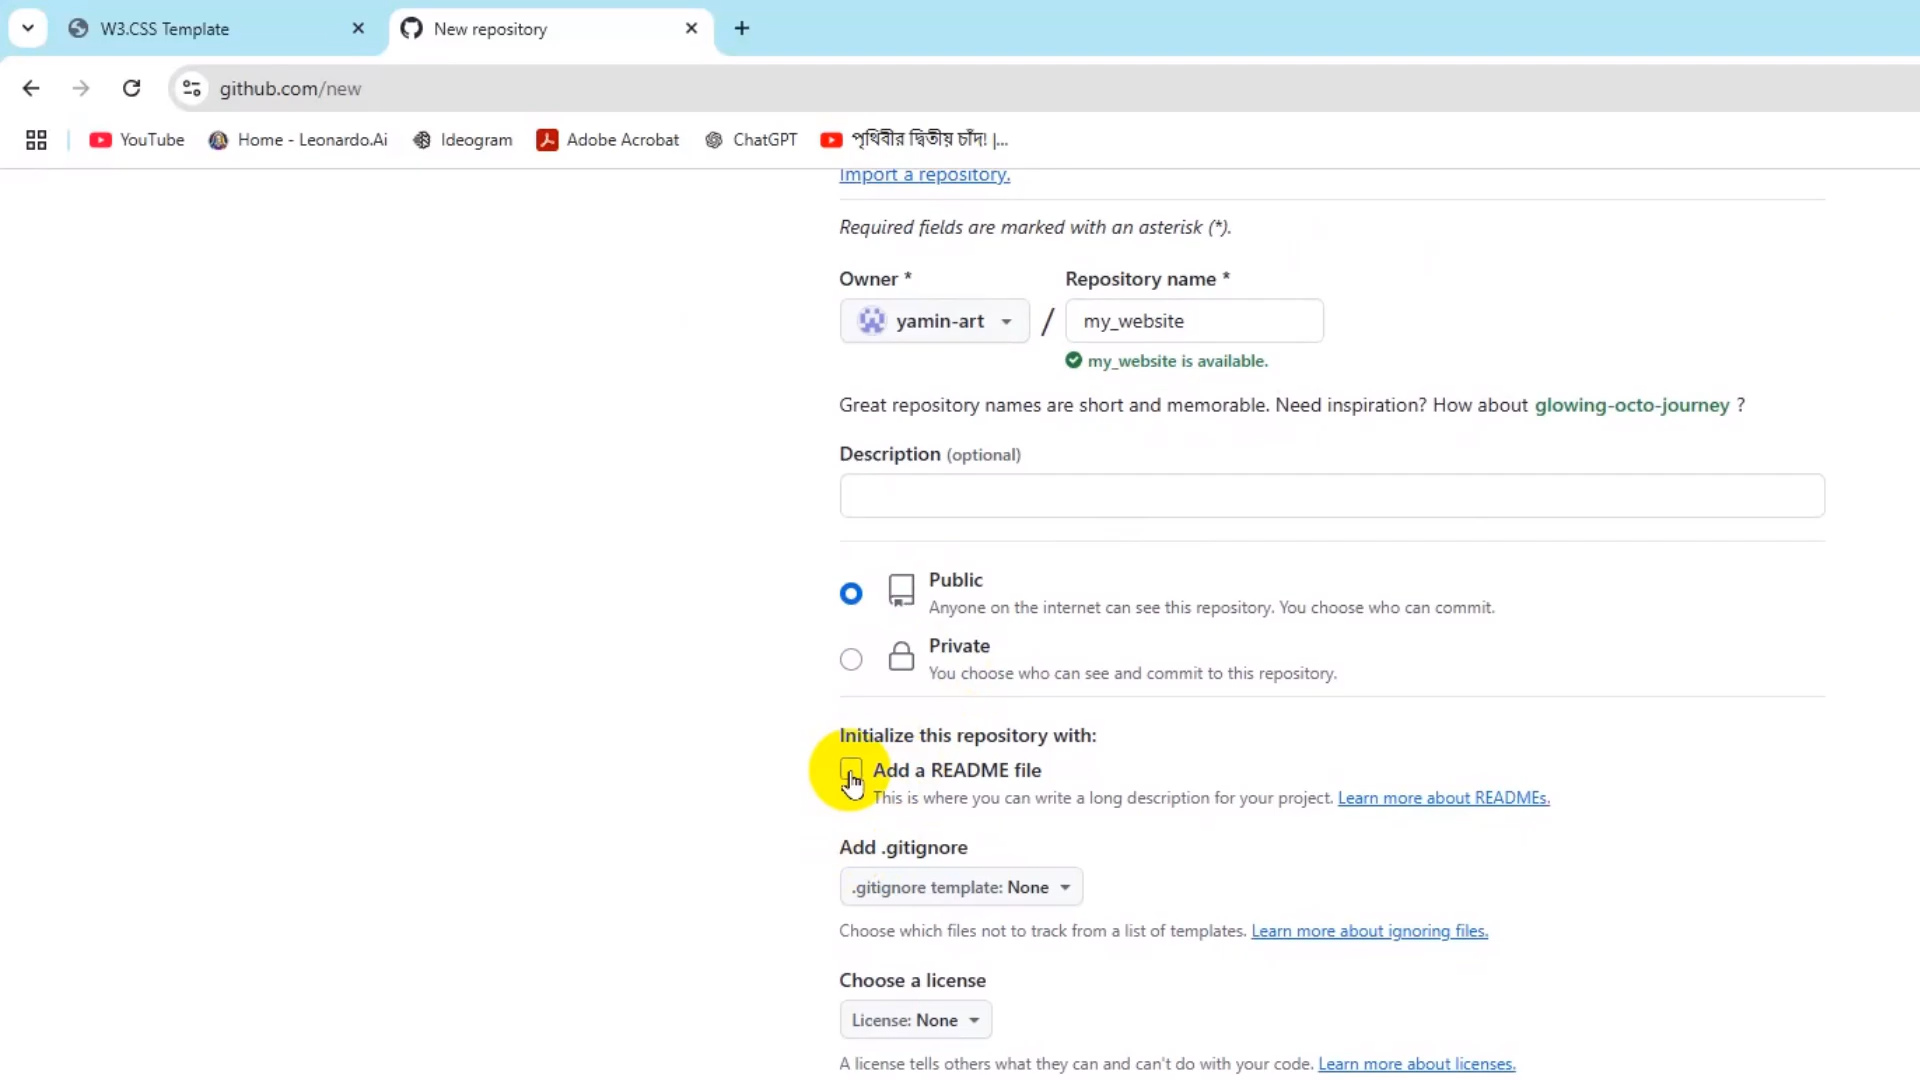 W3.CSS Template
New repository
github.com/new
YouTube
Home - Leonardo.Ai
Ideogram
Adobe Acrobat
ChatGPT
পৃথিবীর দ্বিতীয় চাঁদ! |...
Import a repository.
Required fields are marked with an asterisk (*).
Owner *
Repository name *
yamin-art
/
my_website
my_website is available.
Great repository names are short and memorable. Need inspiration? How about glowing-octo-journey ?
Description (optional)
Public
Anyone on the internet can see this repository. You choose who can commit.
Private
You choose who can see and commit to this repository.
Initialize this repository with:
Add a README file
This is where you can write a long description for your project. Learn more about READMEs.
Add .gitignore
.gitignore template: None
Choose which files not to track from a list of templates. Learn more about ignoring files.
Choose a license
License: None
A license tells others what they can and can't do with your code. Learn more about licenses.